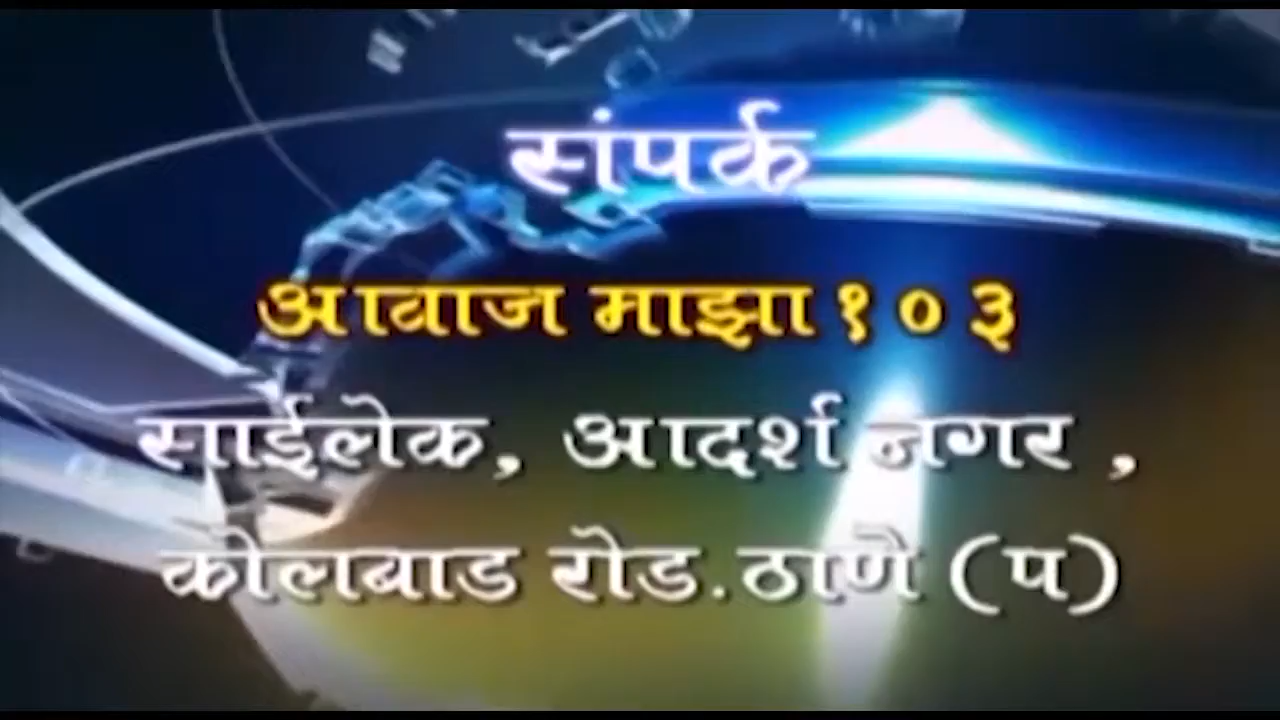 संपर्क
आवाज माझा १०३
साईलेक, आदर्श नगर ,
कोलबाड रोड.ठाणे (प)